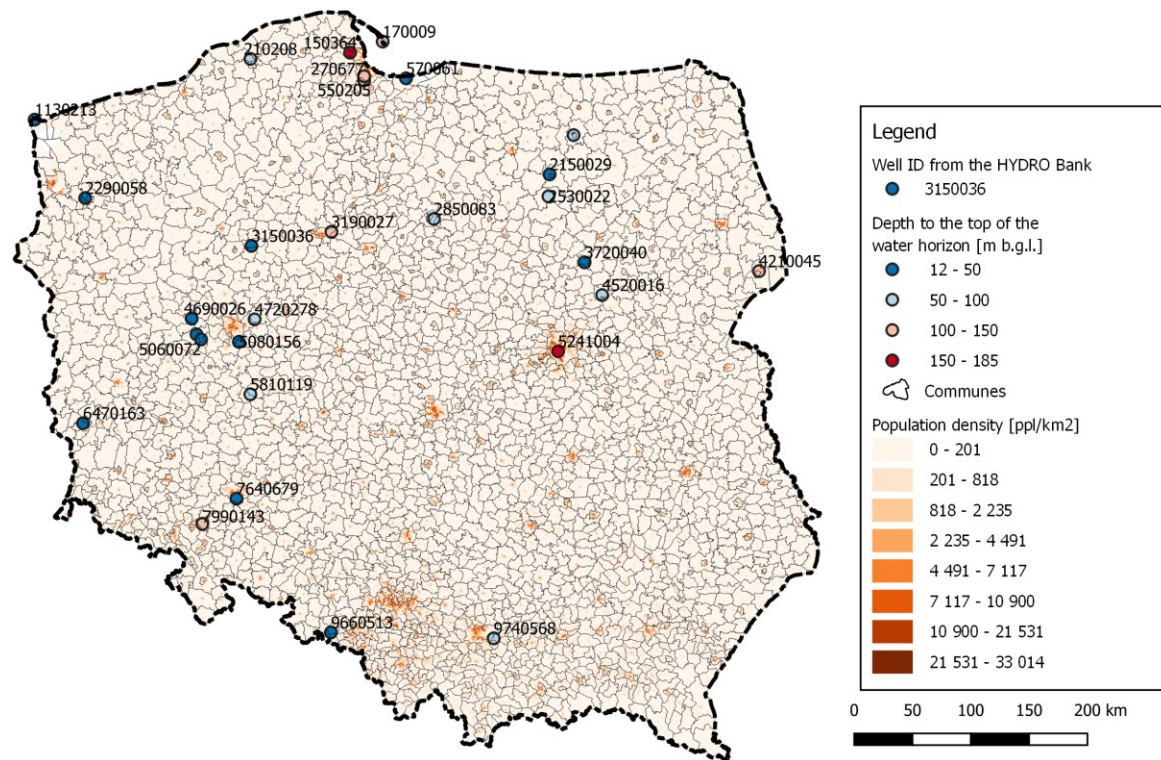 170009
150364
210208
270677
570061
550205
1130213
2150029
2290058
2530022
2850083
3190027
3150036
3720040
4210045
4520016
4690026
4720278
5060072
5080156
5241004
5810119
6470163
7640679
7990143
9660513
9740568
Legend
Well ID from the HYDRO Bank
3150036
Depth to the top of the
water horizon [m b.g.l.]
12 - 50
50 - 100
100 - 150
150 - 185
Communes
Population density [ppl/km2]
0 - 201
201 - 818
818 - 2 235
2 235 - 4 491
4 491 - 7 117
7 117 - 10 900
10 900 - 21 531
21 531 - 33 014
0 50 100 150 200 km